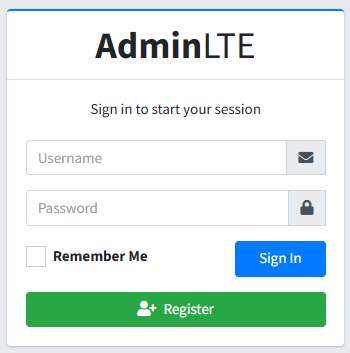 AdminLTE
Sign in to start your session
Username
Password
Remember Me
Sign In
Register